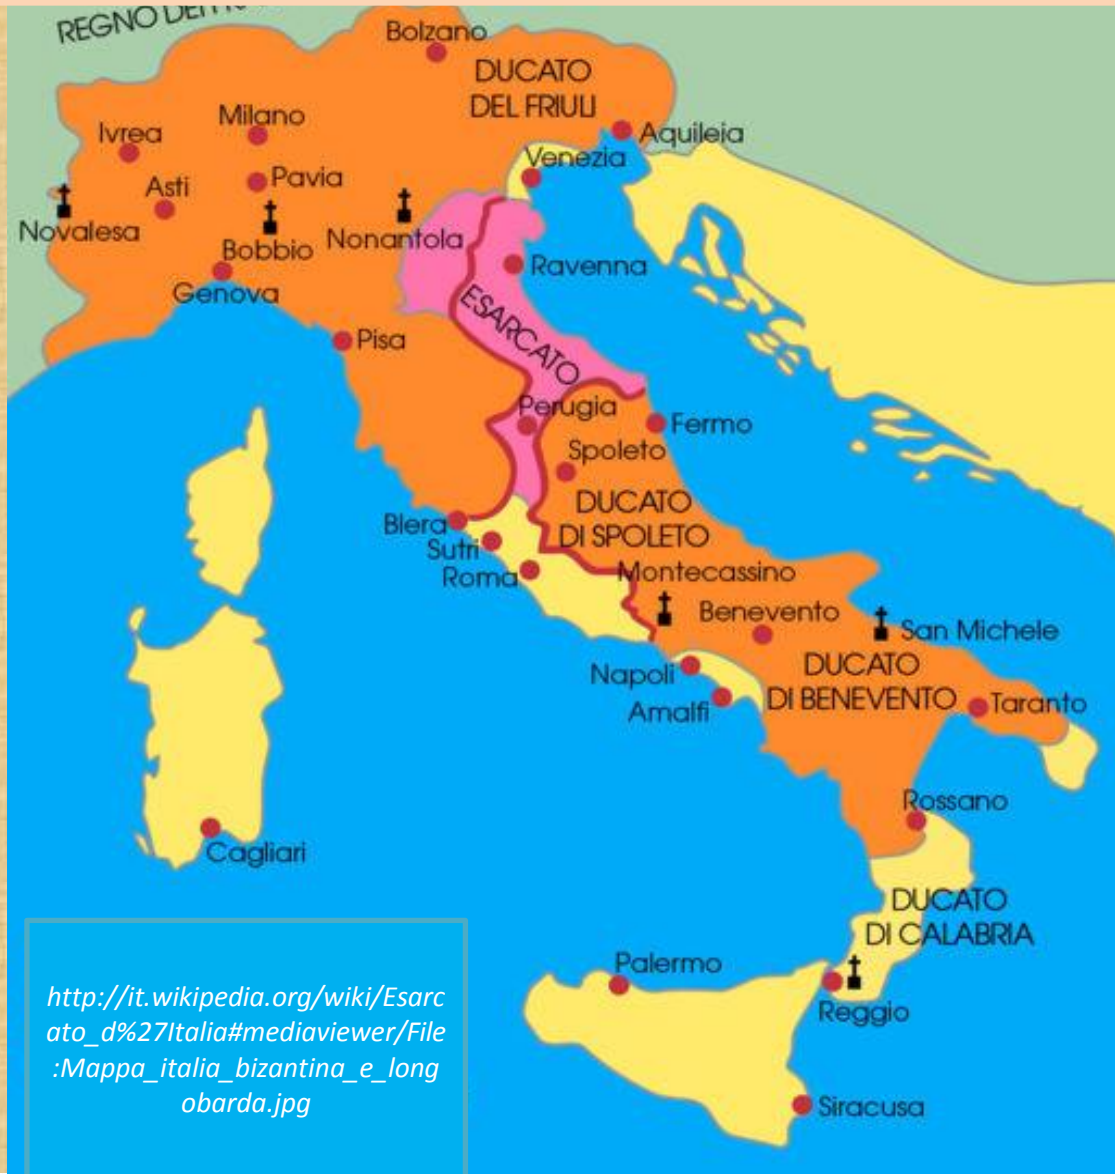 REGNO DEI
Bolzano
DUCATO
DEL FRIULI
Milano
Ivrea
Aquileia
Venezia
Pavia
Asti
Novalesa
Bobbio
Nonantola
Genova
Ravenna
ESARCATO
Pisa
Perugia
Fermo
Spoleto
DUCATO
DI SPOLETO
Blera
Sutri
Roma
Montecassino
Benevento
San Michele
Napoli
DUCATO
DI BENEVENTO
Amalfi
Taranto
Rossano
Cagliari
DUCATO
DI CALABRIA
Palermo
Reggio
Siracusa
http://it.wikipedia.org/wiki/Esarc
ato_d%27Italia#mediaviewer/File
:Mappa_italia_bizantina_e_long
obarda.jpg